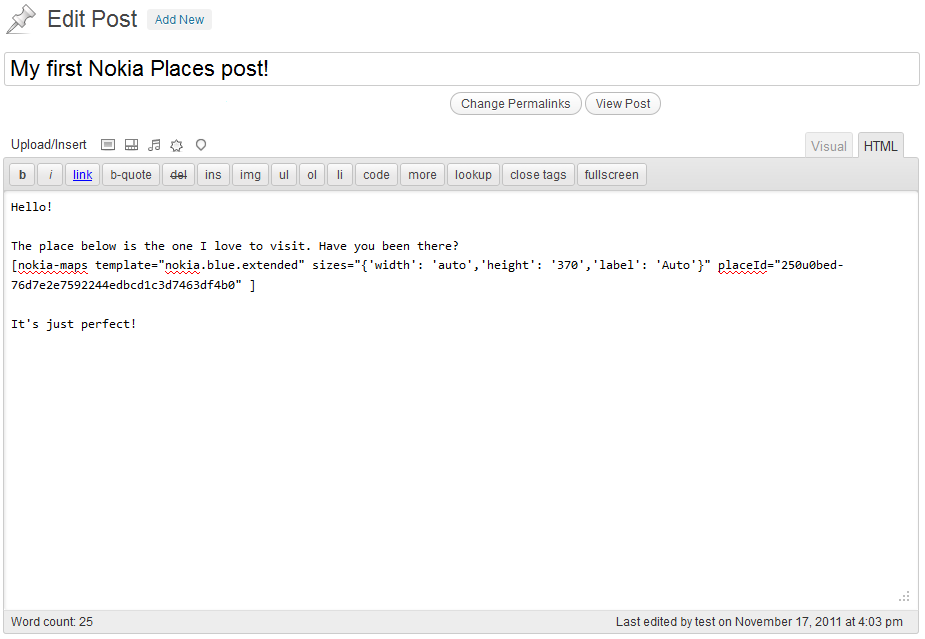 Edit Post Add New
My first Nokia Places post!
Change Permalinks View Post
Upload/Insert Visual HTML
b i link b-quote del ins img ul ol li code more lookup close tags fullscreen
Hello!
The place below is the one I love to visit. Have you been there?
[nokia-maps template="nokia.blue.extended" sizes="{'width': 'auto','height': '370','label': 'Auto'}" placeId="250u0bed-
76d7e2e7592244edbcd1c3d7463df4b0" ]
It's just perfect!
Word count: 25 Last edited by test on November 17, 2011 at 4:03 pm